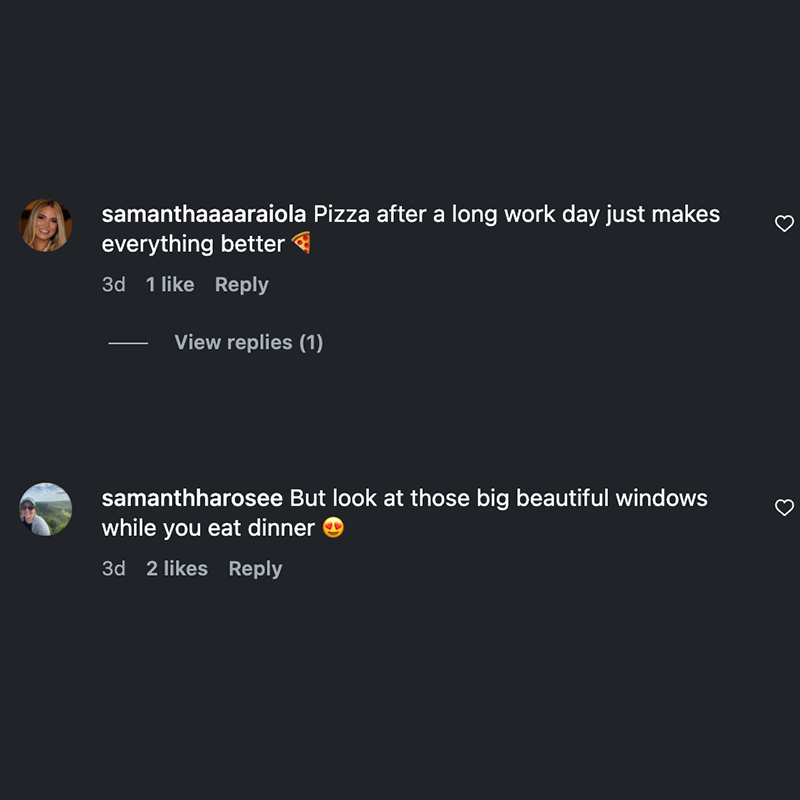 samanthaaaaraiola Pizza after a long work day just makes
everything better 🍕
3d 1 like Reply
View replies (1)
samanthharosee But look at those big beautiful windows
while you eat dinner 😍
3d 2 likes Reply